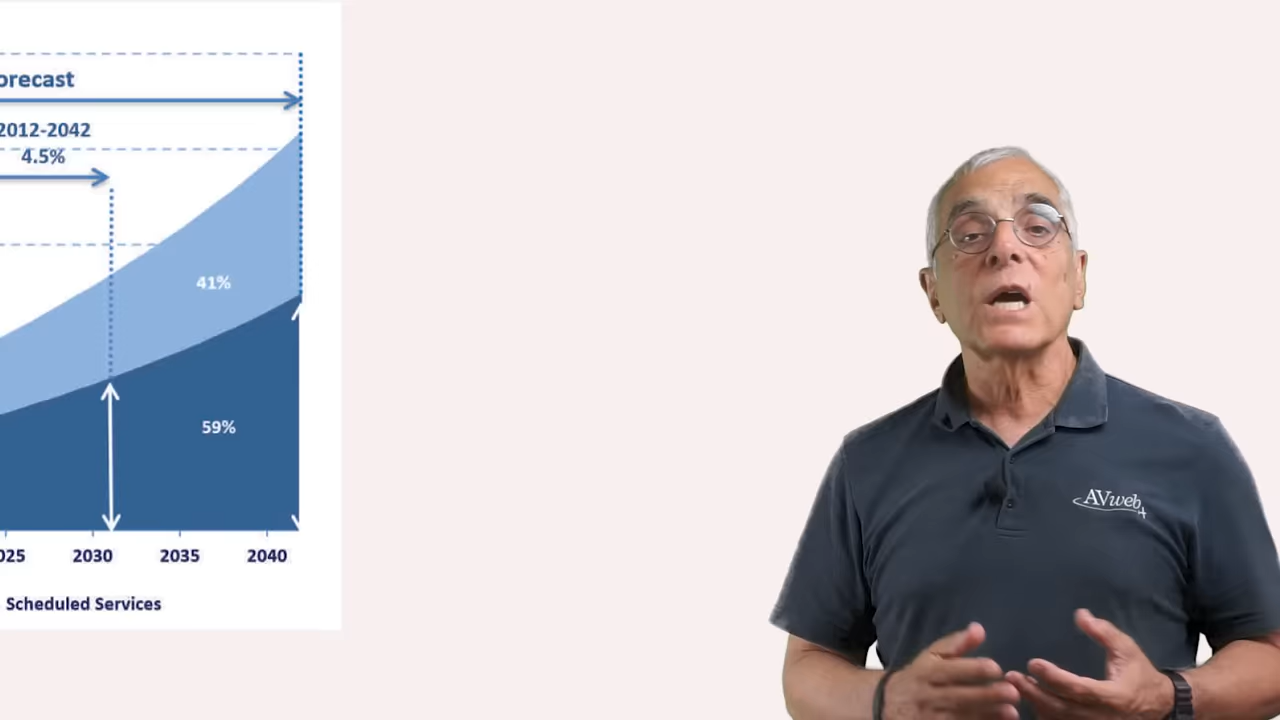 orecast
2012-2042
4.5%
41%
59%
025 2030 2035 2040
Scheduled Services
AVweb